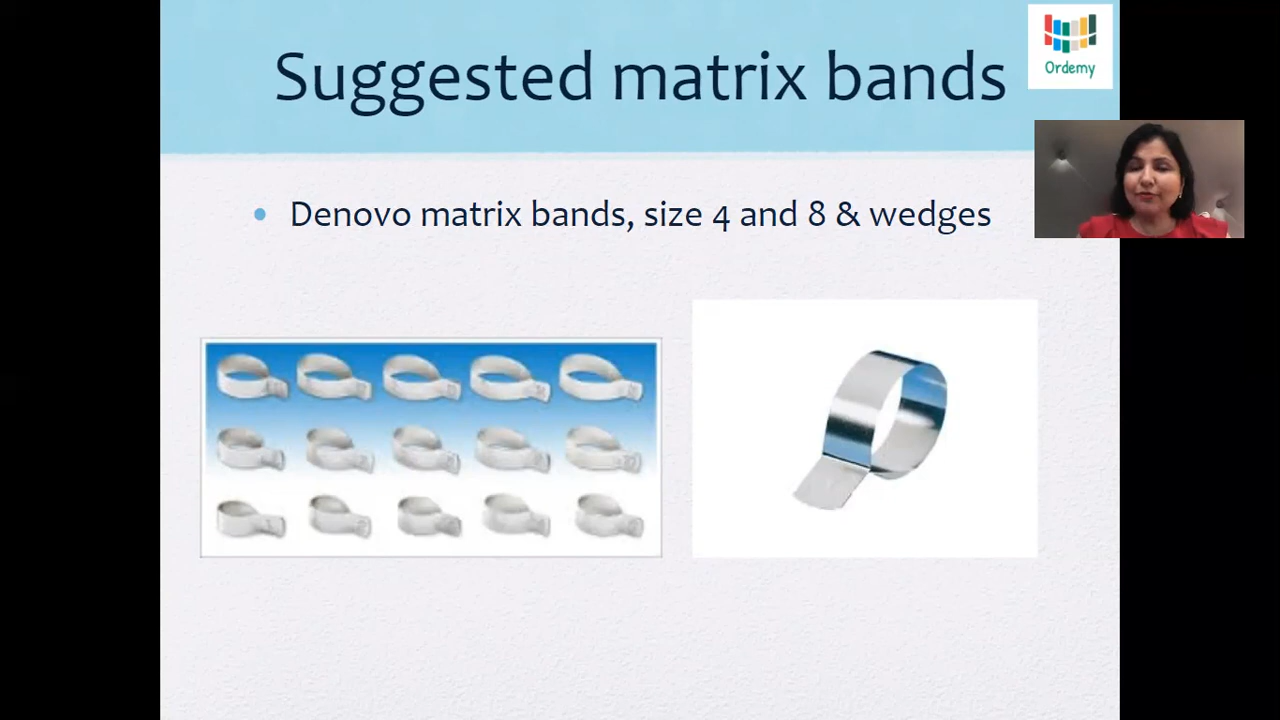 Suggested matrix bands
Ordemy
Denovo matrix bands, size 4 and 8 & wedges